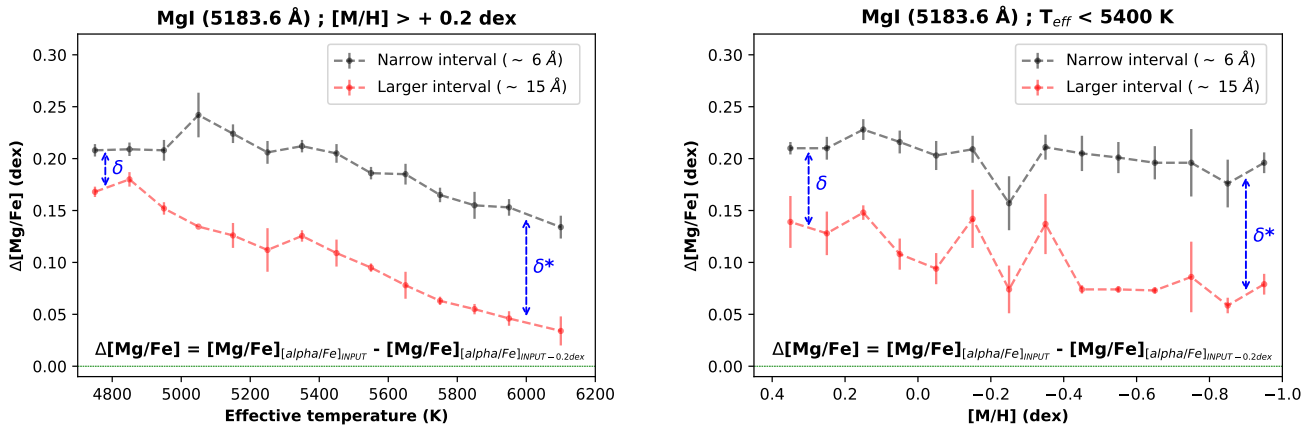 MgI (5183.6 Å) ; [M/H] > + 0.2 dex
Δ[Mg/Fe] (dex)
0.30
0.25
0.20
0.15
0.10
0.05
0.00
Narrow interval (∼ 6 Å)
Larger interval (∼ 15 Å)
δ
δ*
Δ[Mg/Fe] = [Mg/Fe][alpha/Fe]INPUT - [Mg/Fe][alpha/Fe]INPUT−0.2dex
4800 5000 5200 5400 5600 5800 6000 6200
Effective temperature (K)
MgI (5183.6 Å) ; Teff < 5400 K
Δ[Mg/Fe] (dex)
0.30
0.25
0.20
0.15
0.10
0.05
0.00
Narrow interval (∼ 6 Å)
Larger interval (∼ 15 Å)
δ
δ*
Δ[Mg/Fe] = [Mg/Fe][alpha/Fe]INPUT - [Mg/Fe][alpha/Fe]INPUT−0.2dex
0.4 0.2 0.0 −0.2 −0.4 −0.6 −0.8 −1.0
[M/H] (dex)